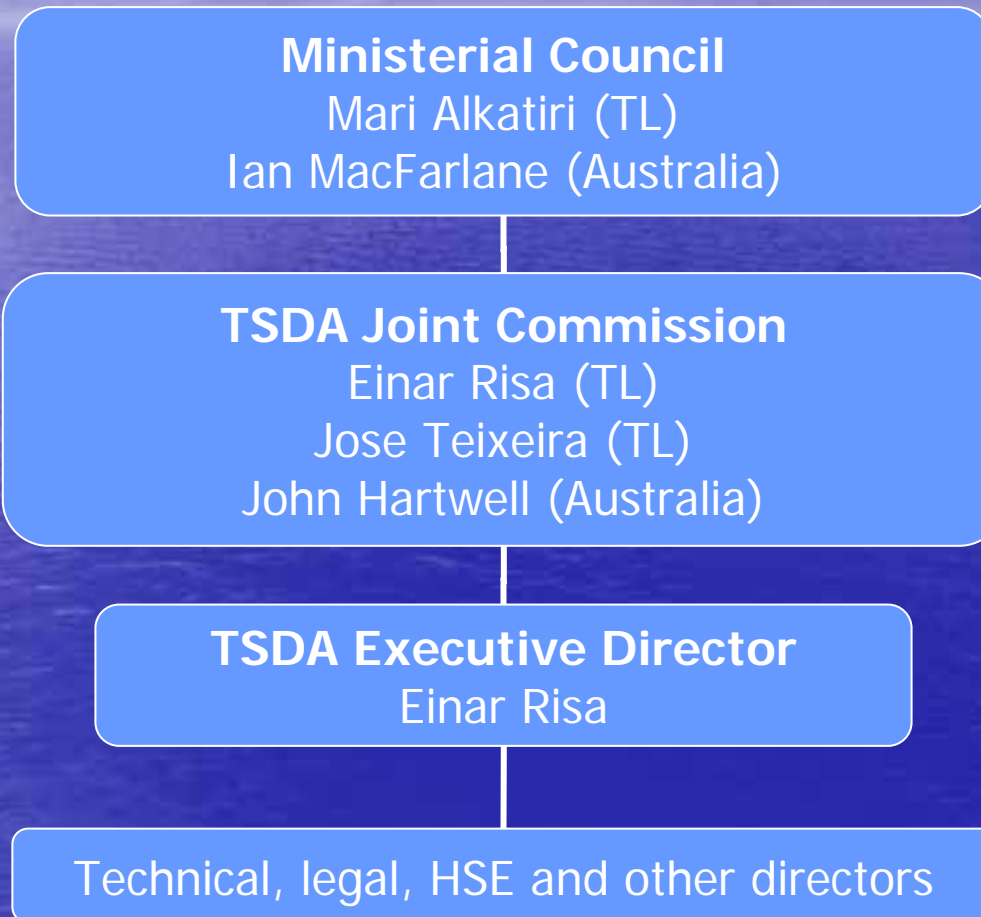 Ministerial Council
Mari Alkatiri (TL)
Ian MacFarlane (Australia)
TSDA Joint Commission
Einar Risa (TL)
Jose Teixeira (TL)
John Hartwell (Australia)
TSDA Executive Director
Einar Risa
Technical, legal, HSE and other directors